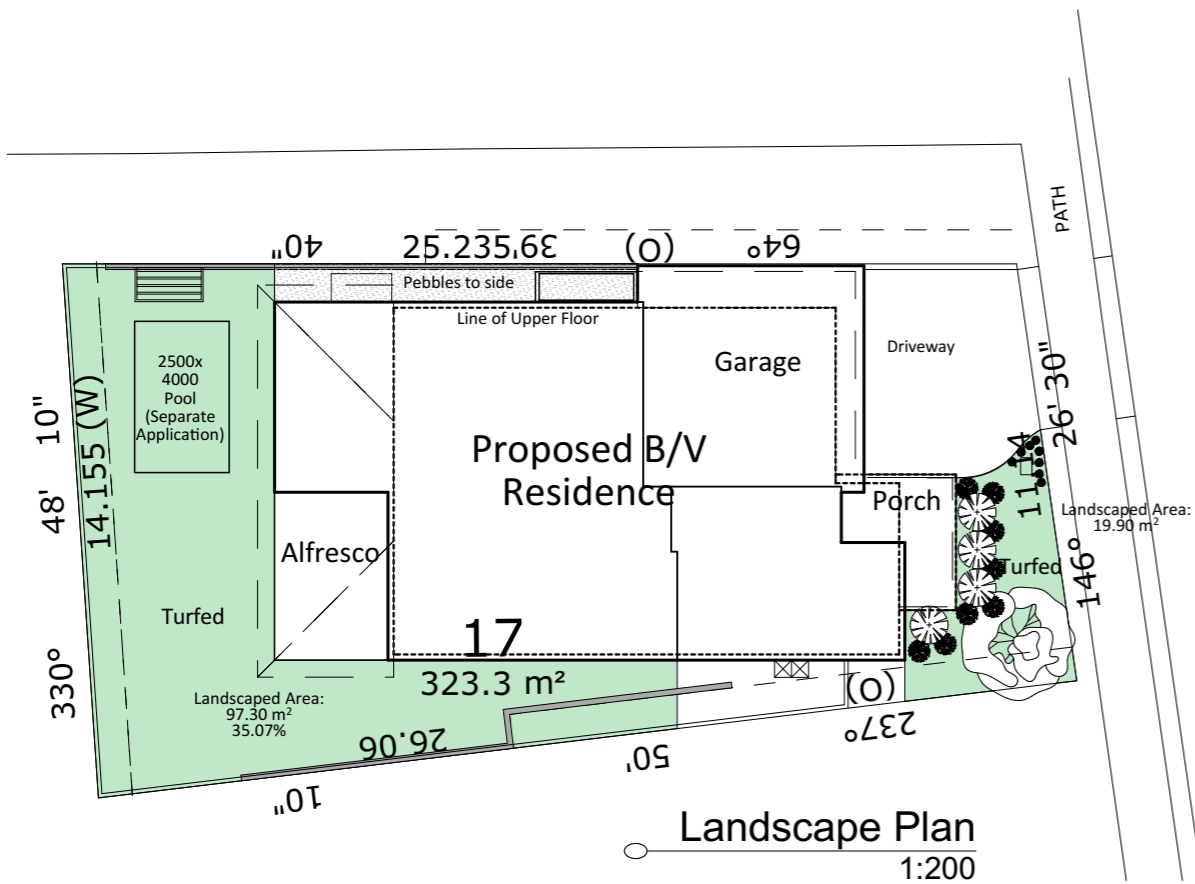 PATH
40"
25.235
39'
(O)
64°
Pebbles to side
Line of Upper Floor
Garage
Driveway
2500x
4000
Pool
(Separate
Application)
14.155 (W)
10"
48'
330°
Proposed B/V
Residence
Alfresco
Porch
26' 30"
11.14
146°
Landscaped Area:
19.90 m²
Turfed
Turfed
17
323.3 m²
Landscaped Area:
97.30 m²
35.07%
(O)
237°
50'
26.06
10"
Landscape Plan
1:200